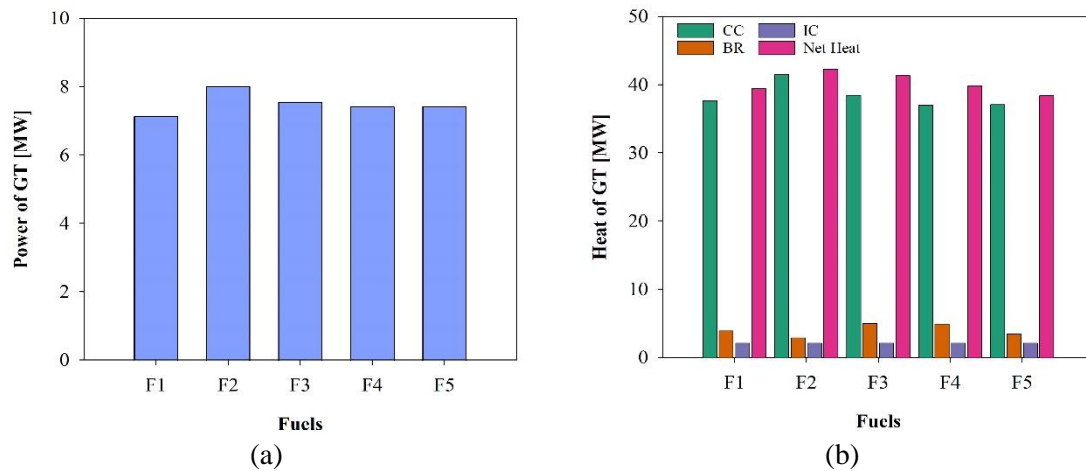 10
8
6
4
2
0
Power of GT [MW]
F1 F2 F3 F4 F5
Fuels
(a)
50
40
30
20
10
0
Heat of GT [MW]
CC IC
BR Net Heat
F1 F2 F3 F4 F5
Fuels
(b)